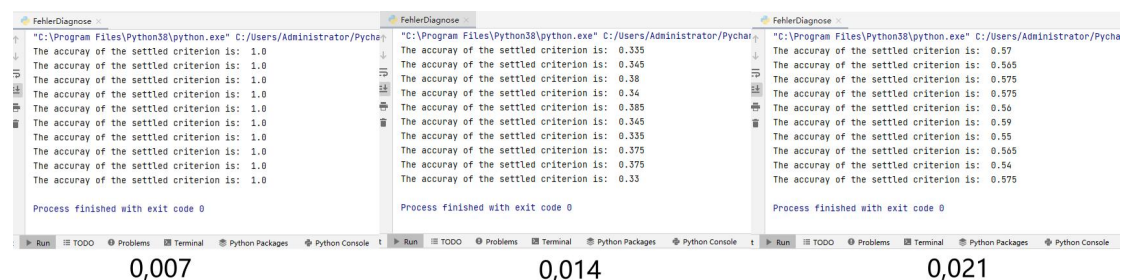 FehlerDiagnose
"C:\Program Files\Python38\python.exe" C:/Users/Administrator/Pycha
The accuray of the settled criterion is: 1.0
The accuray of the settled criterion is: 1.0
The accuray of the settled criterion is: 1.0
The accuray of the settled criterion is: 1.0
The accuray of the settled criterion is: 1.0
The accuray of the settled criterion is: 1.0
The accuray of the settled criterion is: 1.0
The accuray of the settled criterion is: 1.0
The accuray of the settled criterion is: 1.0
The accuray of the settled criterion is: 1.0
Process finished with exit code 0
Run TODO Problems Terminal Python Packages Python Console
0,007
FehlerDiagnose
"C:\Program Files\Python38\python.exe" C:/Users/Administrator/Pychar
The accuray of the settled criterion is: 0.335
The accuray of the settled criterion is: 0.345
The accuray of the settled criterion is: 0.38
The accuray of the settled criterion is: 0.34
The accuray of the settled criterion is: 0.385
The accuray of the settled criterion is: 0.345
The accuray of the settled criterion is: 0.335
The accuray of the settled criterion is: 0.375
The accuray of the settled criterion is: 0.375
The accuray of the settled criterion is: 0.33
Process finished with exit code 0
t Run TODO Problems Terminal Python Packages Python Console
0,014
FehlerDiagnose
"C:\Program Files\Python38\python.exe" C:/Users/Administrator/Pycha
The accuray of the settled criterion is: 0.57
The accuray of the settled criterion is: 0.565
The accuray of the settled criterion is: 0.575
The accuray of the settled criterion is: 0.575
The accuray of the settled criterion is: 0.56
The accuray of the settled criterion is: 0.59
The accuray of the settled criterion is: 0.55
The accuray of the settled criterion is: 0.565
The accuray of the settled criterion is: 0.54
The accuray of the settled criterion is: 0.575
Process finished with exit code 0
t Run TODO Problems Terminal Python Packages Python Console
0,021